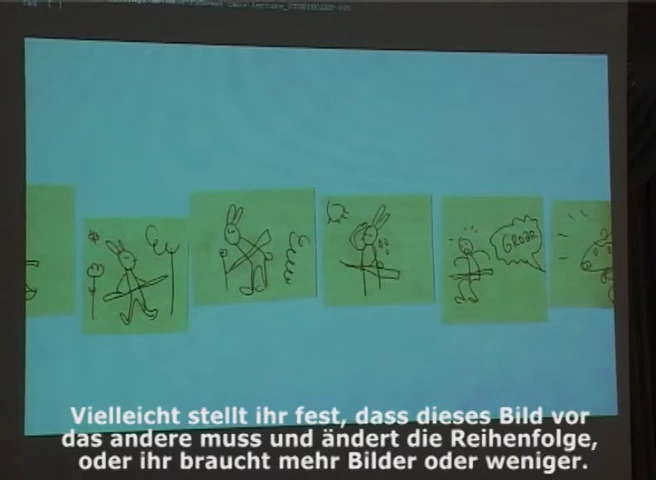 GROAR
Vielleicht stellt ihr fest, dass dieses Bild vor
das andere muss und ändert die Reihenfolge,
oder ihr braucht mehr Bilder oder weniger.